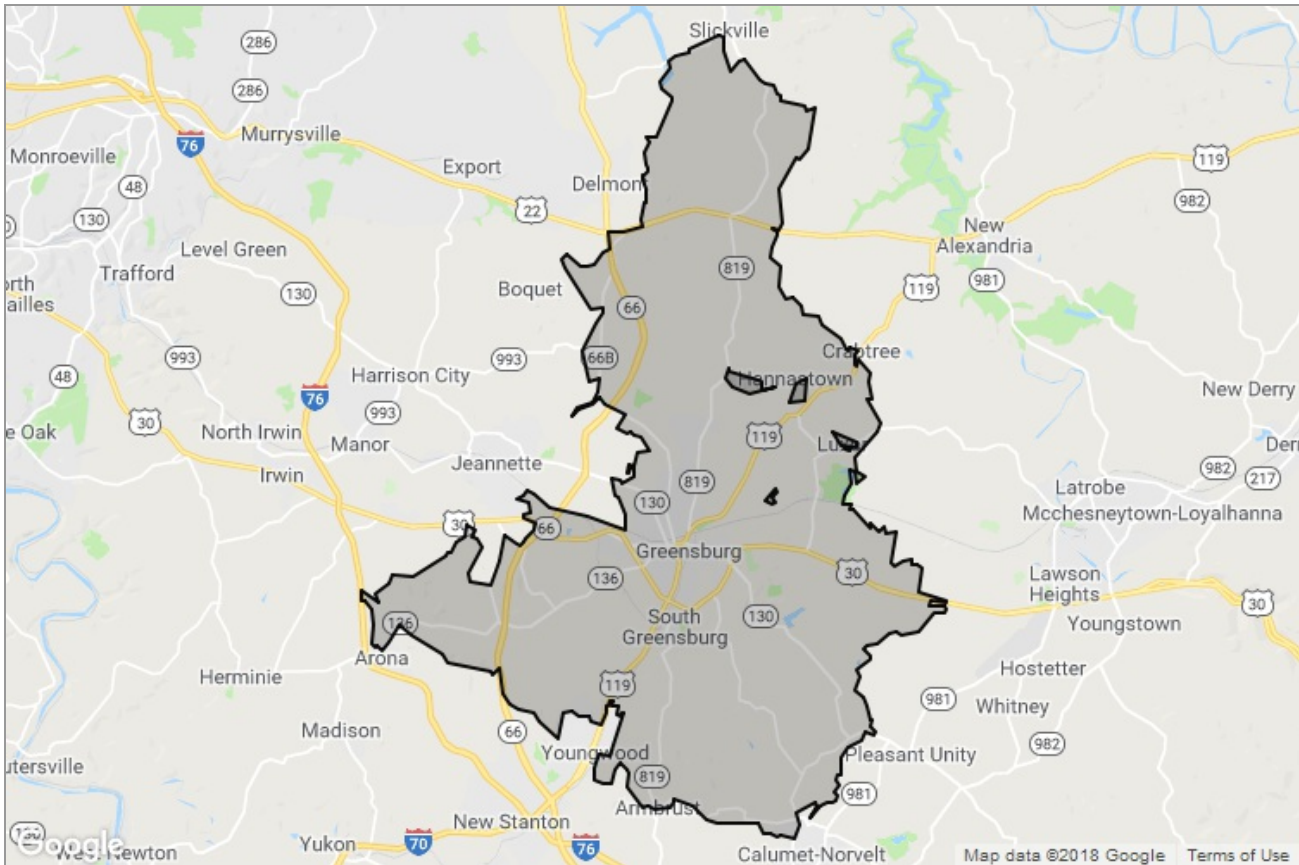 Slickville
286
286
Murrysville
76
Monroeville
Export
119
48
Delmont
982
22
130
New
Alexandria
Level Green
Trafford
819
981
119
orth
ailles
Boquet
130
66
Crabtree
66B
993
993
Harrison City
Hannastown
48
New Derry
76
993
30
e Oak
North Irwin
Manor
119
Luxor
Derr
Jeannette
Irwin
982
217
819
Latrobe
130
Mcchesneytown-Loyalhanna
30
66
Greensburg
136
30
Lawson
Heights
30
South
Greensburg
130
Youngstown
136
Arona
Hostetter
Herminie
119
981
Whitney
Madison
66
982
Youngwood
Pleasant Unity
utersville
819
981
Armbrust
New Stanton
Google
West Newton
Yukon
70
76
Calumet-Norvelt
Map data ©2018 Google
Terms of Use